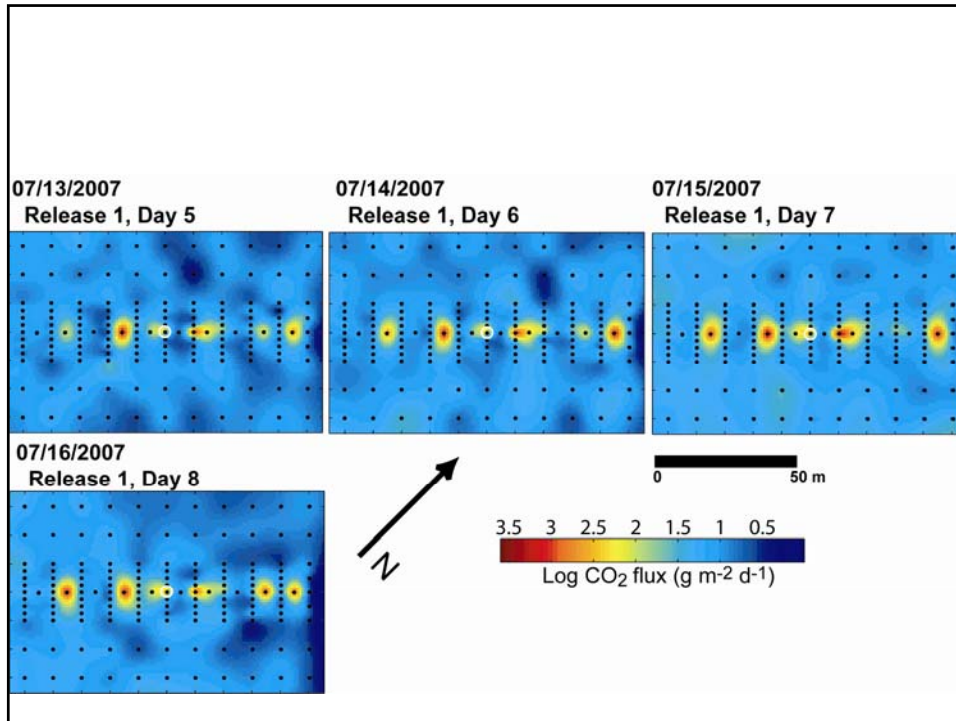 07/13/2007
Release 1, Day 5
07/14/2007
Release 1, Day 6
07/15/2007
Release 1, Day 7
07/16/2007
Release 1, Day 8
0 50 m
N
3.5 3 2.5 2 1.5 1 0.5
Log CO₂ flux (g m⁻² d⁻¹)